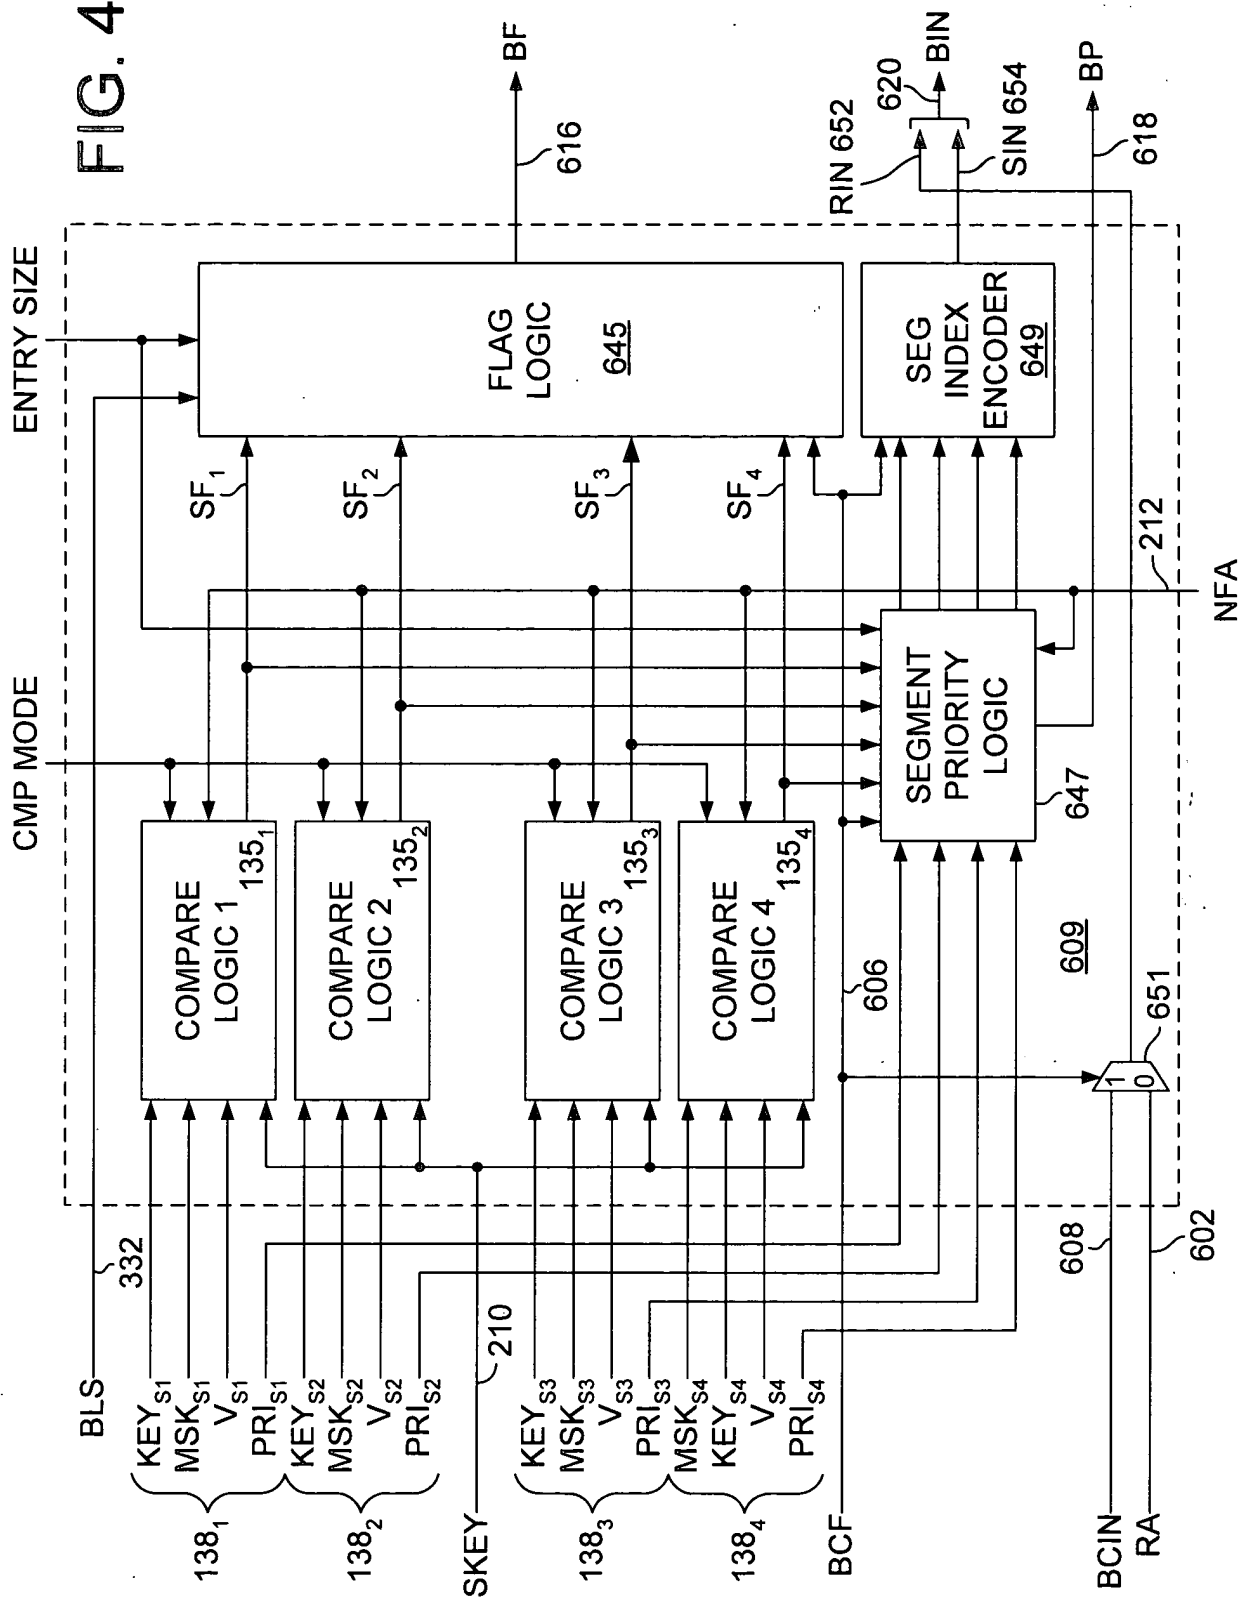 FIG. 4
ENTRY SIZE
CMP MODE
BLS
332
KEYS1
MSKS1
VS1
PRIS1
1381
KEYS2
MSKS2
VS2
PRIS2
1382
SKEY
210
KEYS3
MSKS3
VS3
PRIS3
1383
MSKS4
KEYS4
VS4
PRIS4
1384
BCF
606
BCIN
608
RA
602
COMPARE
LOGIC 1
1351
COMPARE
LOGIC 2
1352
COMPARE
LOGIC 3
1353
COMPARE
LOGIC 4
1354
SF1
SF2
SF3
SF4
FLAG
LOGIC
645
SEGMENT
PRIORITY
LOGIC
647
SEG
INDEX
ENCODER
649
1
0
651
609
212
NFA
616
BF
RIN 652
620
BIN
SIN 654
618
BP